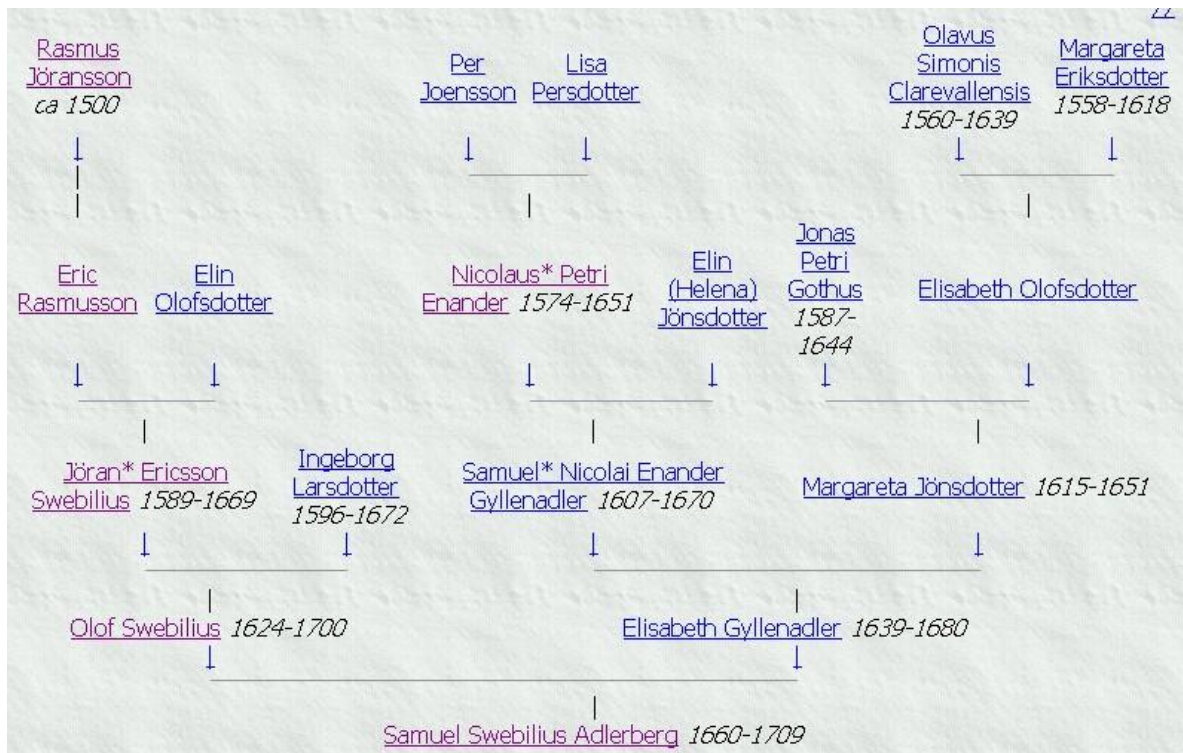 77
Rasmus
Jöransson
ca 1500
Per
Joensson
Lisa
Persdotter
Olavus
Simonis
Clarevallensis
1560-1639
Margareta
Eriksdotter
1558-1618
Eric
Rasmusson
Elin
Olofsdotter
Nicolaus* Petri
Enander 1574-1651
Elin
(Helena)
Jönsdotter
Jonas
Petri
Gothus
1587-
1644
Elisabeth Olofsdotter
Jöran* Ericsson
Swebilius 1589-1669
Ingeborg
Larsdotter
1596-1672
Samuel* Nicolai Enander
Gyllenadler 1607-1670
Margareta Jönsdotter 1615-1651
Olof Swebilius 1624-1700
Elisabeth Gyllenadler 1639-1680
Samuel Swebilius Adlerberg 1660-1709